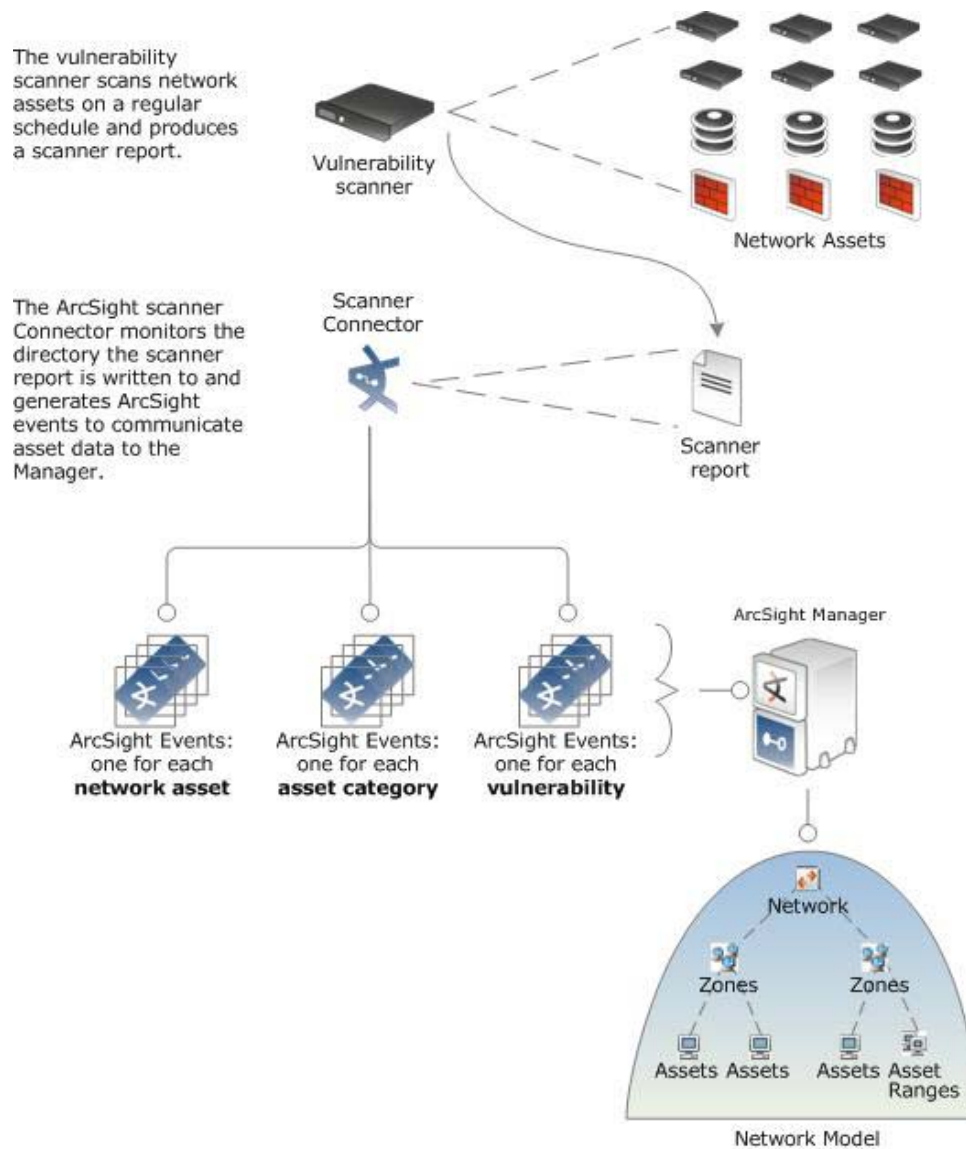 The vulnerability
scanner scans network
assets on a regular
schedule and produces
a scanner report.
Vulnerability
scanner
Network Assets
The ArcSight scanner
Connector monitors the
directory the scanner
report is written to and
generates ArcSight
events to communicate
asset data to the
Manager.
Scanner
Connector
Scanner
report
ArcSight Events:
one for each
network asset
ArcSight Events:
one for each
asset category
ArcSight Events:
one for each
vulnerability
ArcSight Manager
Network
Zones
Zones
Assets
Assets
Assets
Asset
Ranges
Network Model